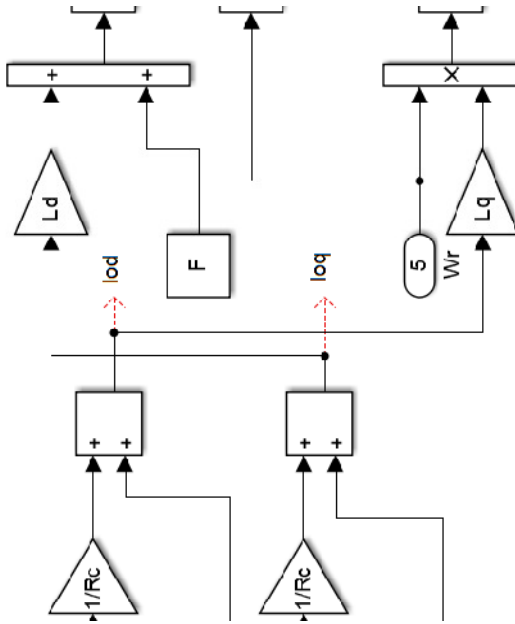 + +
×
Ld
Lq
F
5
Wr
Iod
Ioq
+ +
+ +
1/Rc
1/Rc